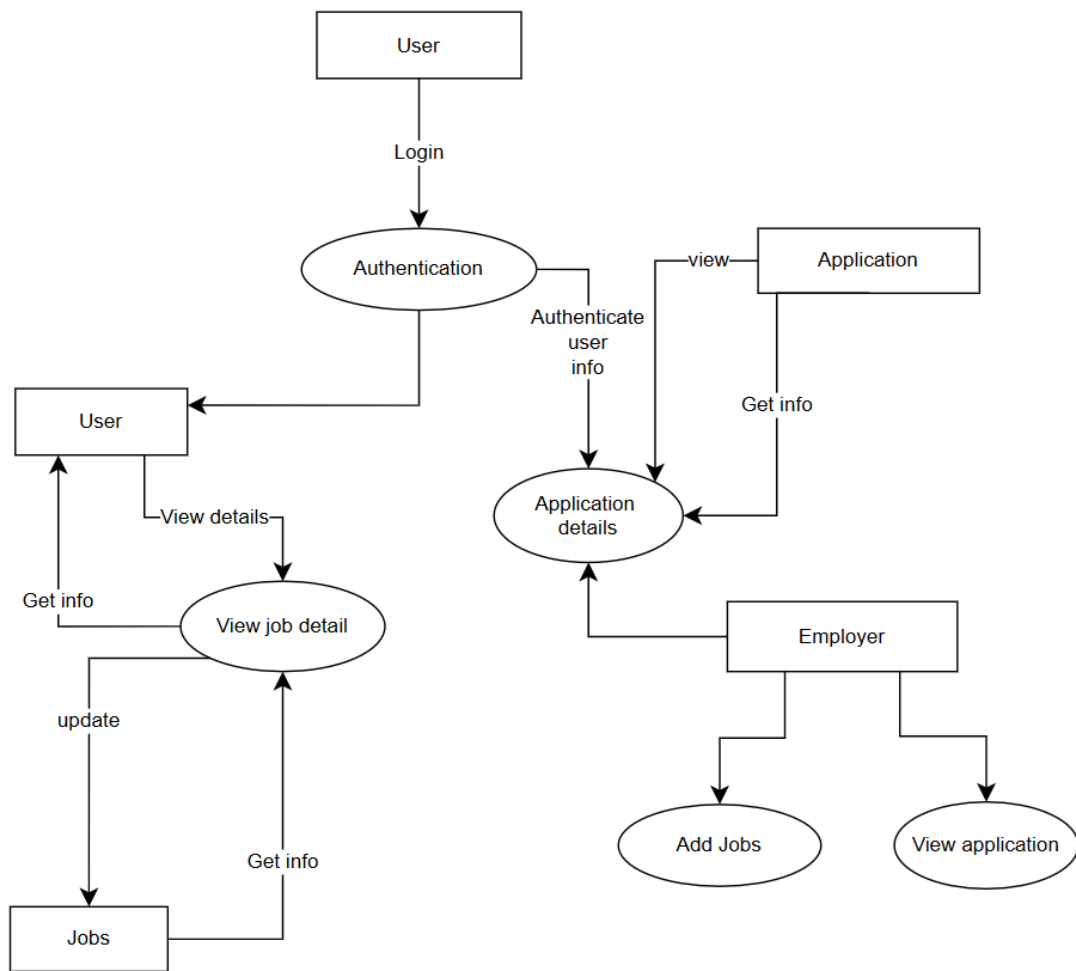 User
Login
Authentication
view
Application
Authenticate
user
info
Get info
User
View details
Application
details
Get info
View job detail
Employer
update
Get info
Add Jobs
View application
Jobs